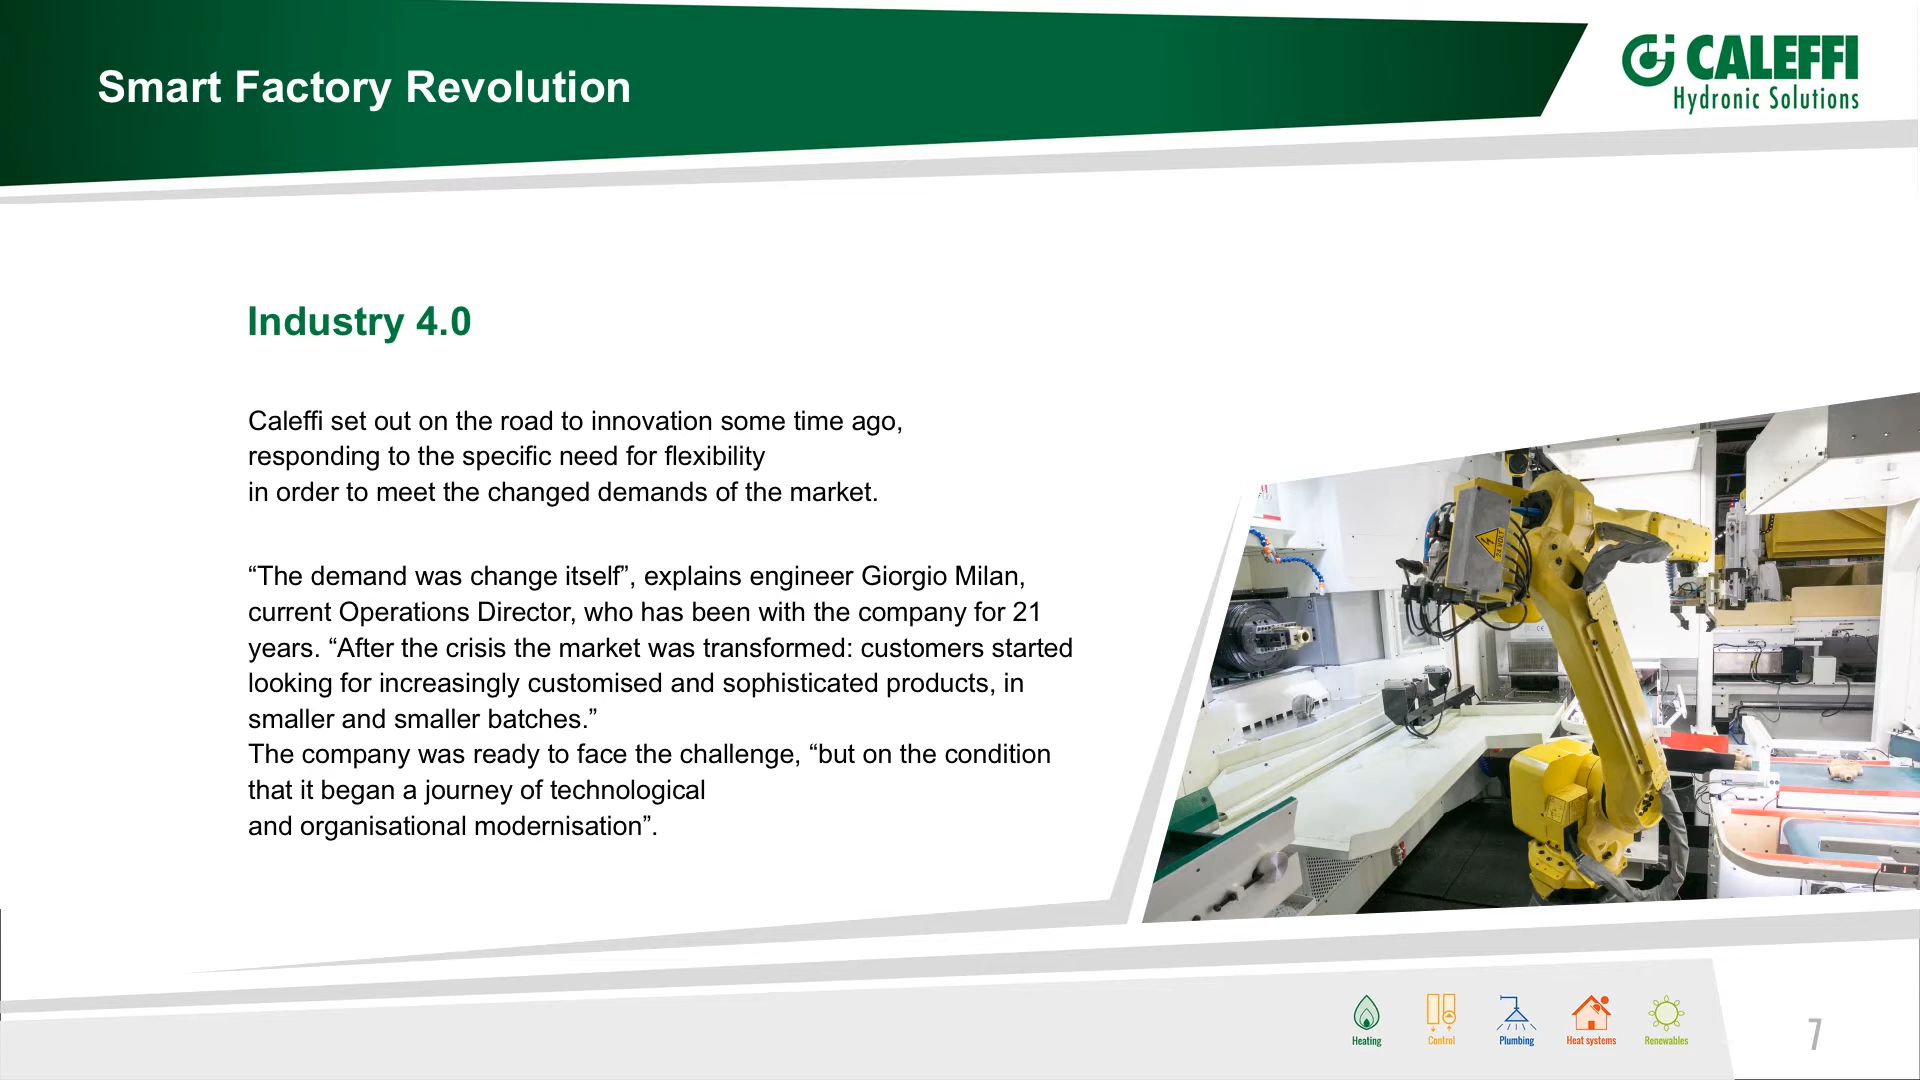 Smart Factory Revolution
CALEFFI
Hydronic Solutions
Industry 4.0
Caleffi set out on the road to innovation some time ago,
responding to the specific need for flexibility
in order to meet the changed demands of the market.
“The demand was change itself”, explains engineer Giorgio Milan,
current Operations Director, who has been with the company for 21
years. “After the crisis the market was transformed: customers started
looking for increasingly customised and sophisticated products, in
smaller and smaller batches.”
The company was ready to face the challenge, “but on the condition
that it began a journey of technological
and organisational modernisation”.
24 VOLT
3
Heating
Control
Plumbing
Heat systems
Renewables
7